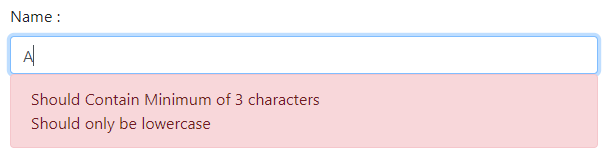 Name :
A
Should Contain Minimum of 3 characters
Should only be lowercase